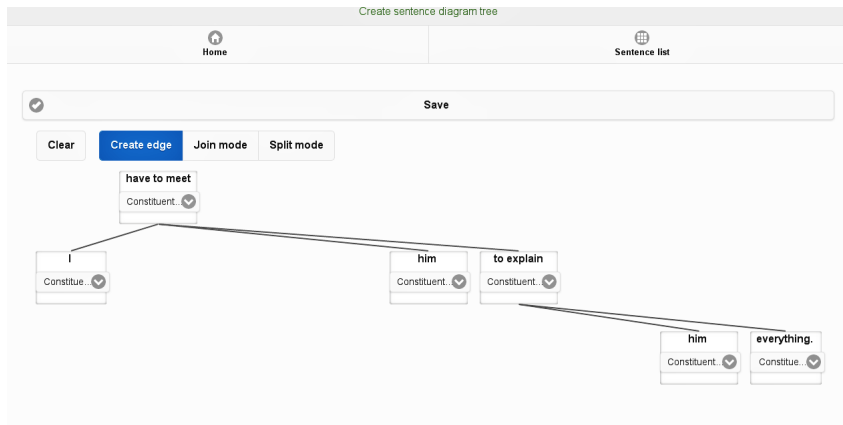 Create sentence diagram tree
Home
Sentence list
Save
Clear
Create edge
Join mode
Split mode
have to meet
Constituent...
I
Constitue...
him
Constituent...
to explain
Constituent...
him
Constituent...
everything.
Constitue...